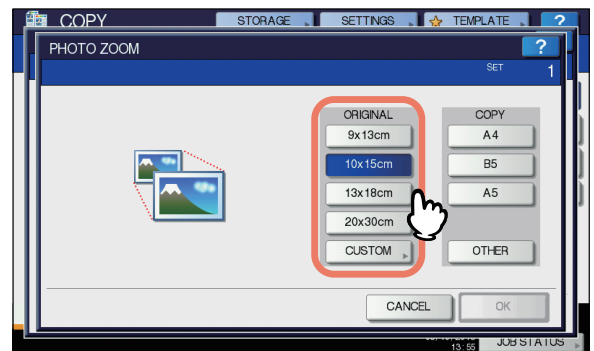 COPY STORAGE SETTINGS TEMPLATE ?
PHOTO ZOOM ?
SET 1
ORIGINAL COPY
9x13cm A4
10x15cm B5
13x18cm A5
20x30cm
CUSTOM OTHER
CANCEL OK
13:55 JOB STATUS